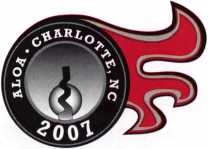 ALOA · CHARLOTTE, NC
2007